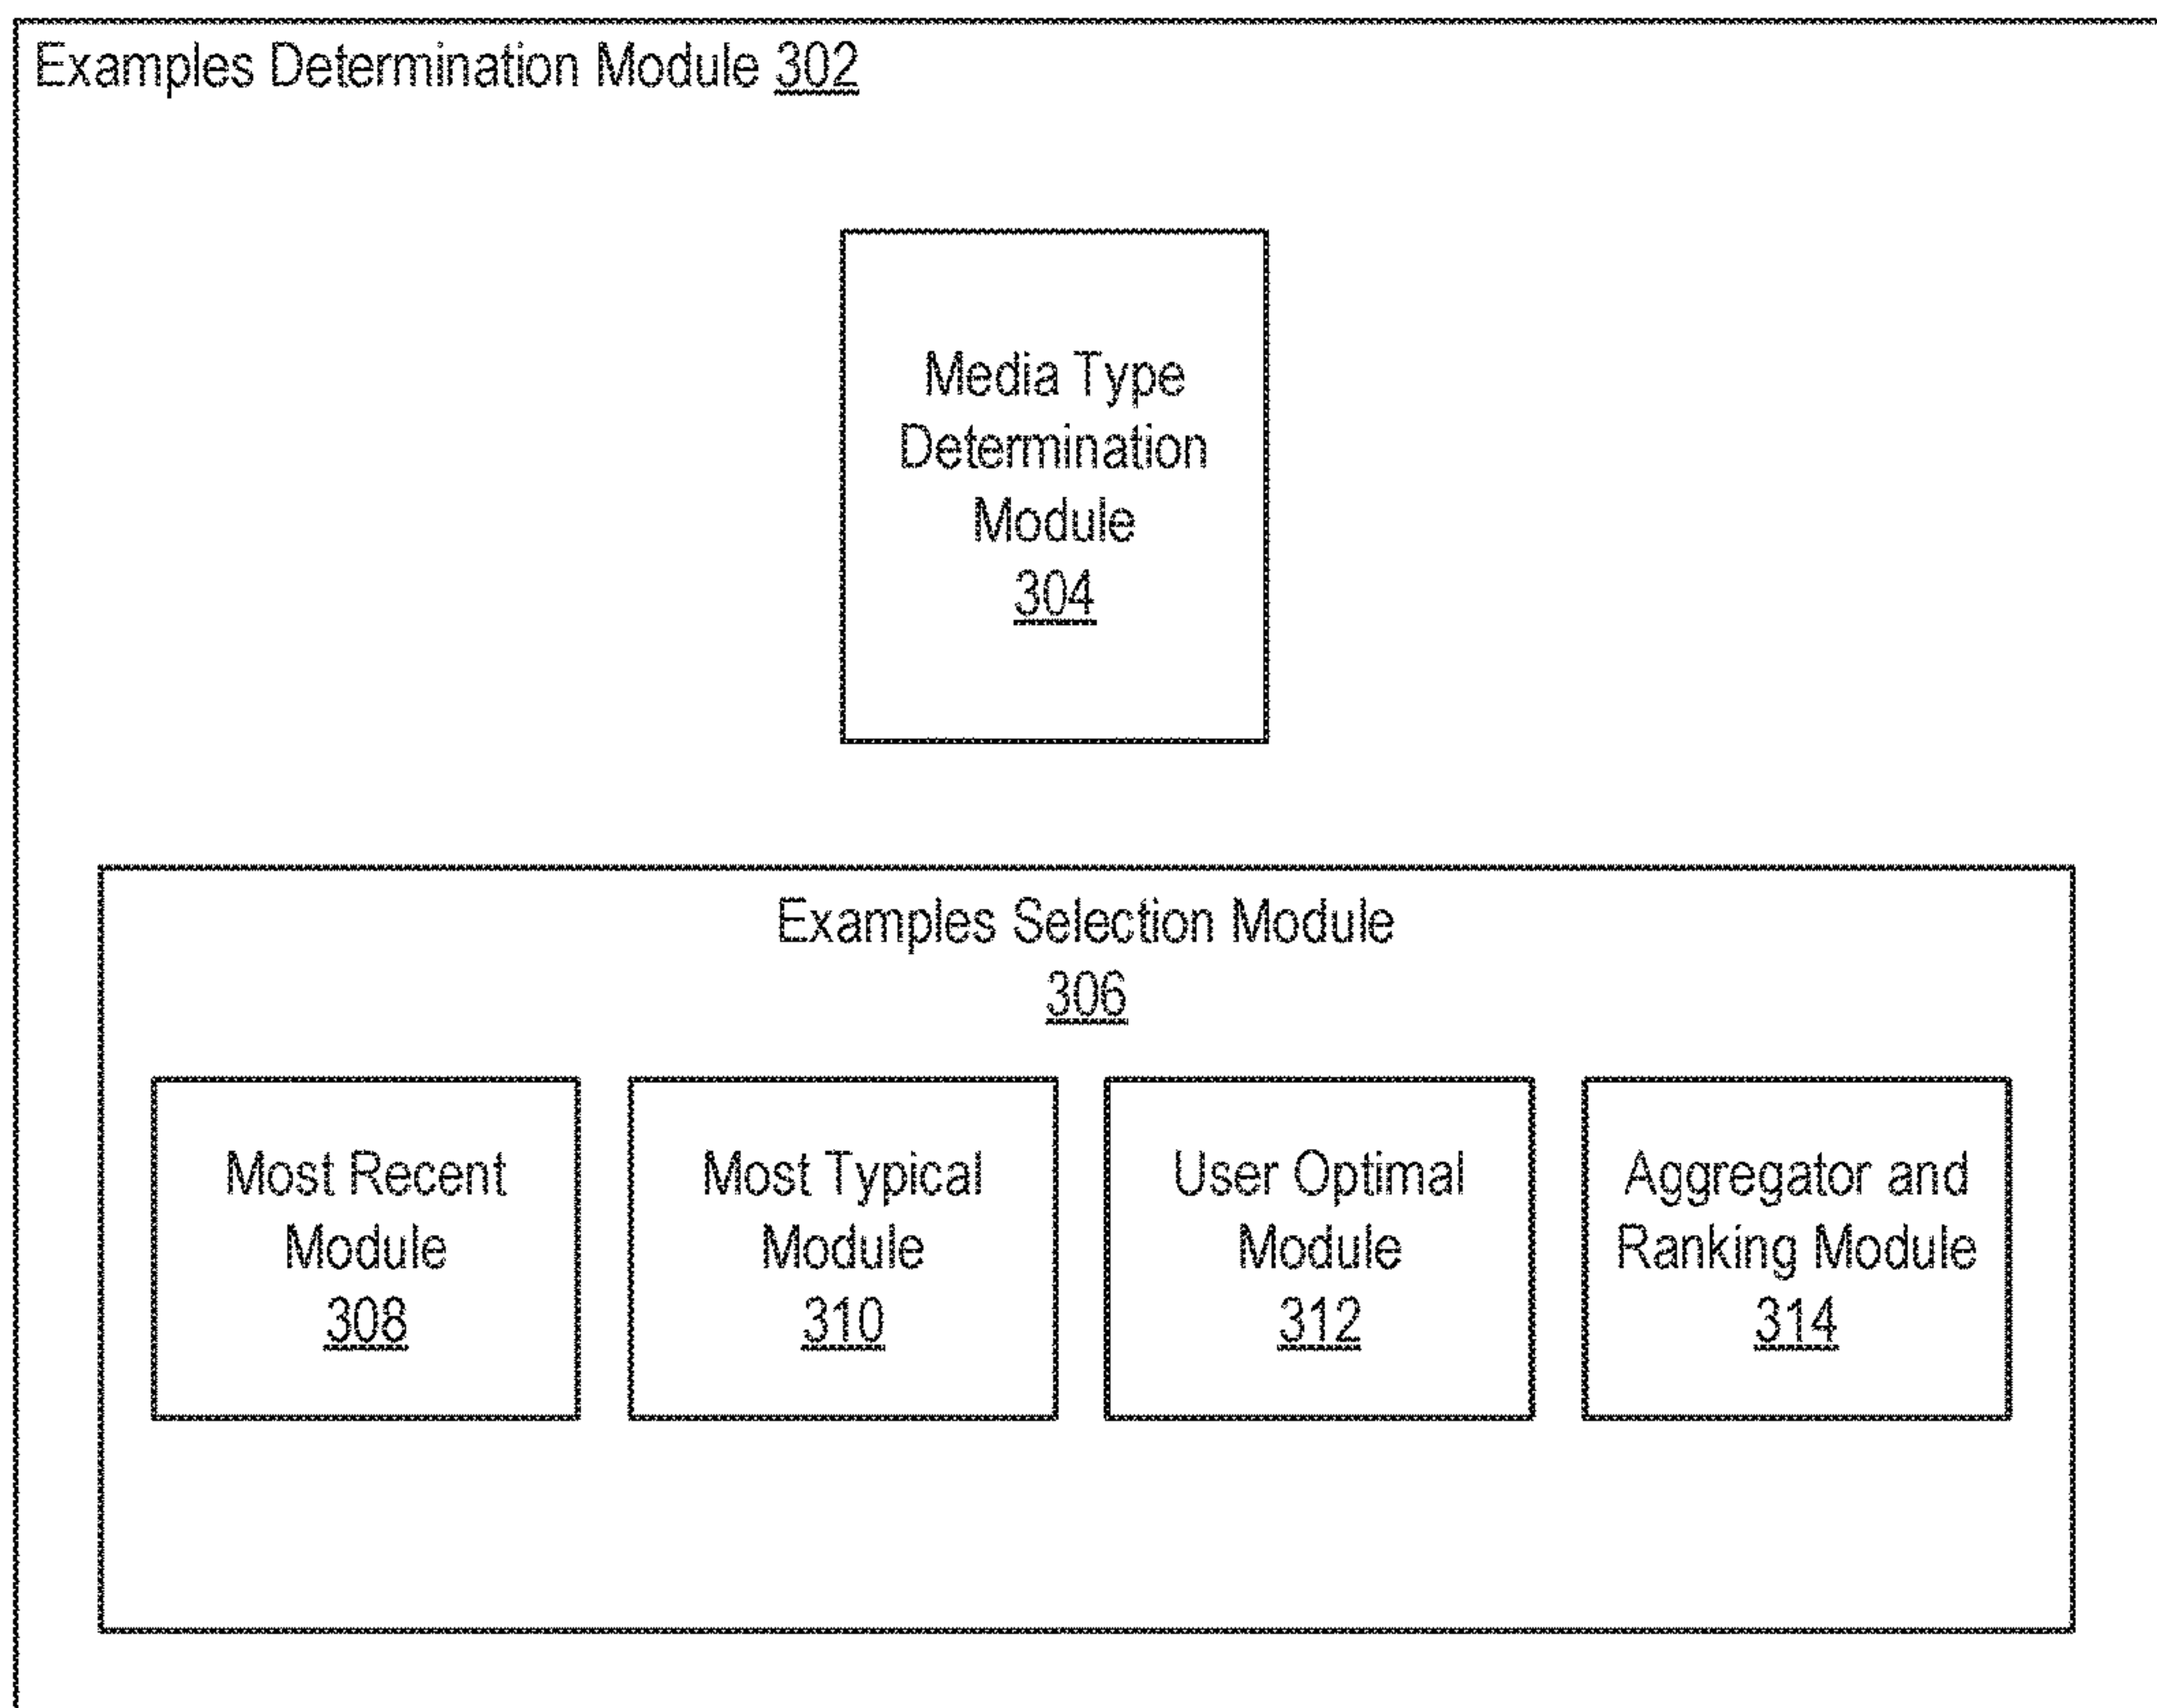 Examples Determination Module 302
Media Type
Determination
Module
304
Examples Selection Module
306
Most Recent
Module
308
Most Typical
Module
310
User Optimal
Module
312
Aggregator and
Ranking Module
314